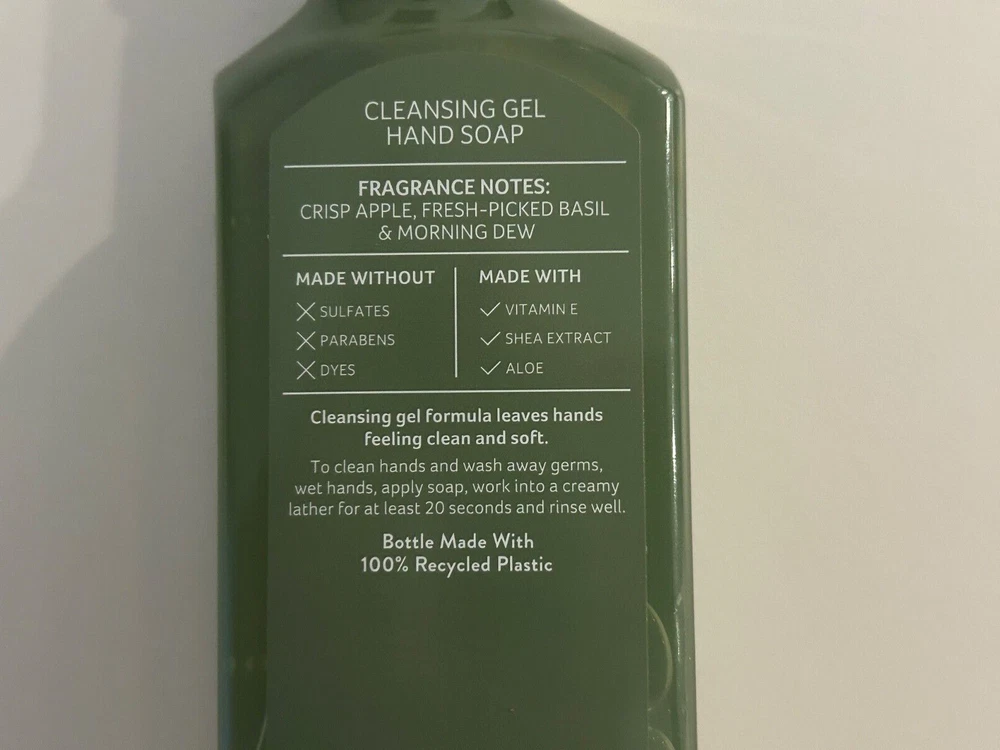 CLEANSING GEL
HAND SOAP
FRAGRANCE NOTES:
CRISP APPLE, FRESH-PICKED BASIL
& MORNING DEW
MADE WITHOUT
SULFATES
PARABENS
DYES
MADE WITH
VITAMIN E
SHEA EXTRACT
ALOE
Cleansing gel formula leaves hands
feeling clean and soft.
To clean hands and wash away germs,
wet hands, apply soap, work into a creamy
lather for at least 20 seconds and rinse well.
Bottle Made With
100% Recycled Plastic